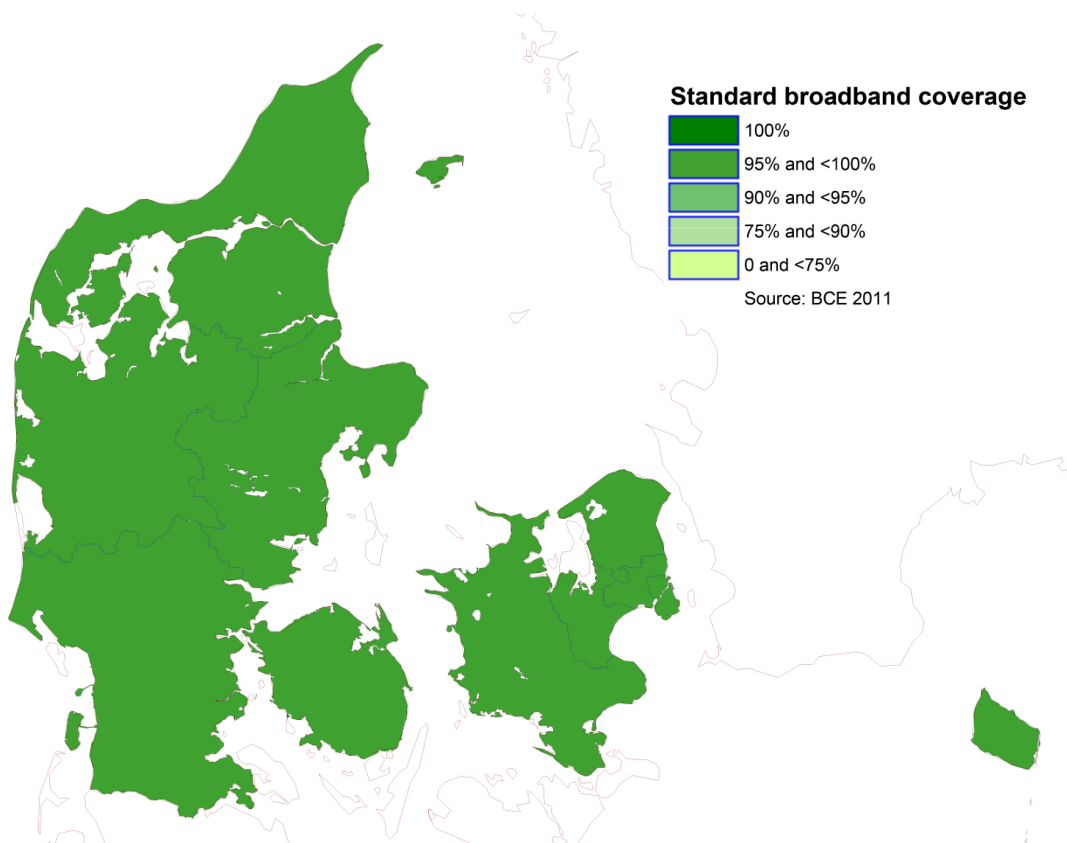 Standard broadband coverage
100%
95% and <100%
90% and <95%
75% and <90%
0 and <75%
Source: BCE 2011